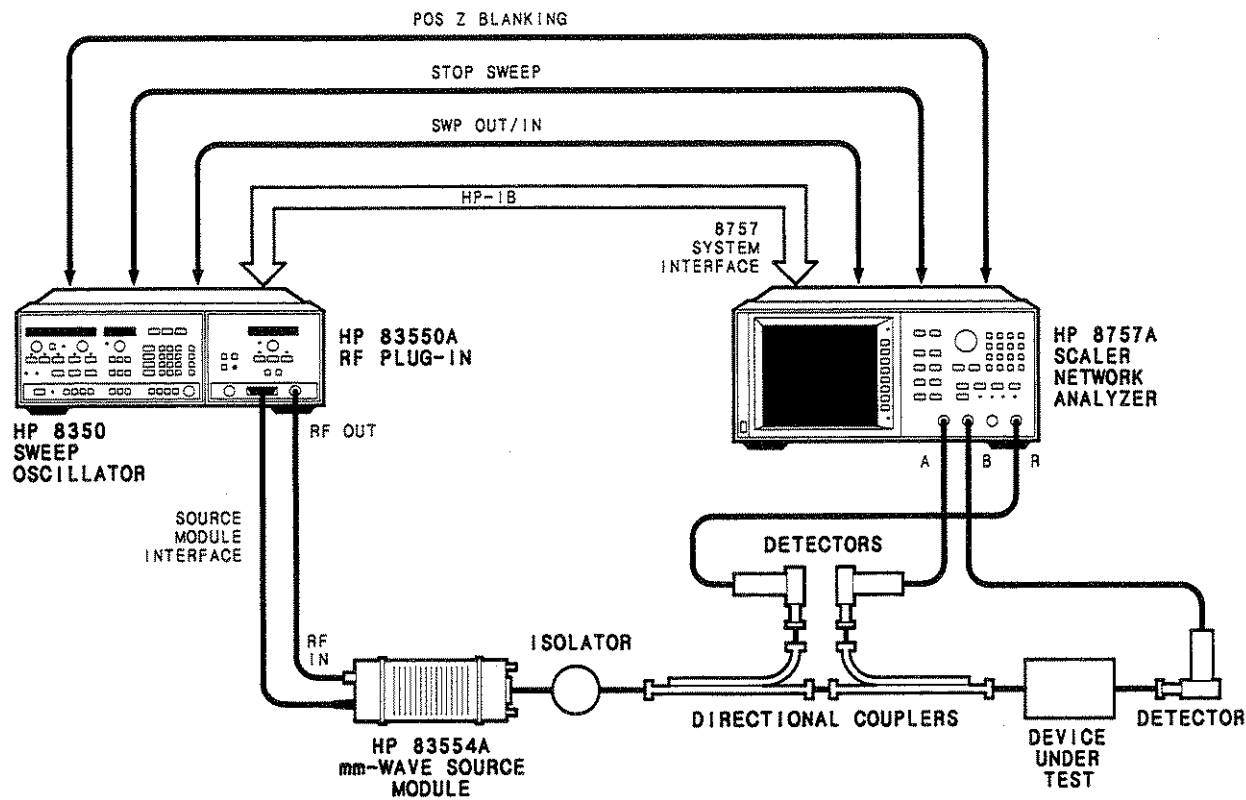 POS Z BLANKING
STOP SWEEP
SWP OUT/IN
HP-IB
8757
SYSTEM
INTERFACE
HP 83550A
RF PLUG-IN
HP 8757A
SCALER
NETWORK
ANALYZER
HP 8350
SWEEP
OSCILLATOR
RF OUT
A
B
R
SOURCE
MODULE
INTERFACE
DETECTORS
RF
IN
ISOLATOR
DIRECTIONAL COUPLERS
DETECTOR
HP 83554A
mm-WAVE SOURCE
MODULE
DEVICE
UNDER
TEST